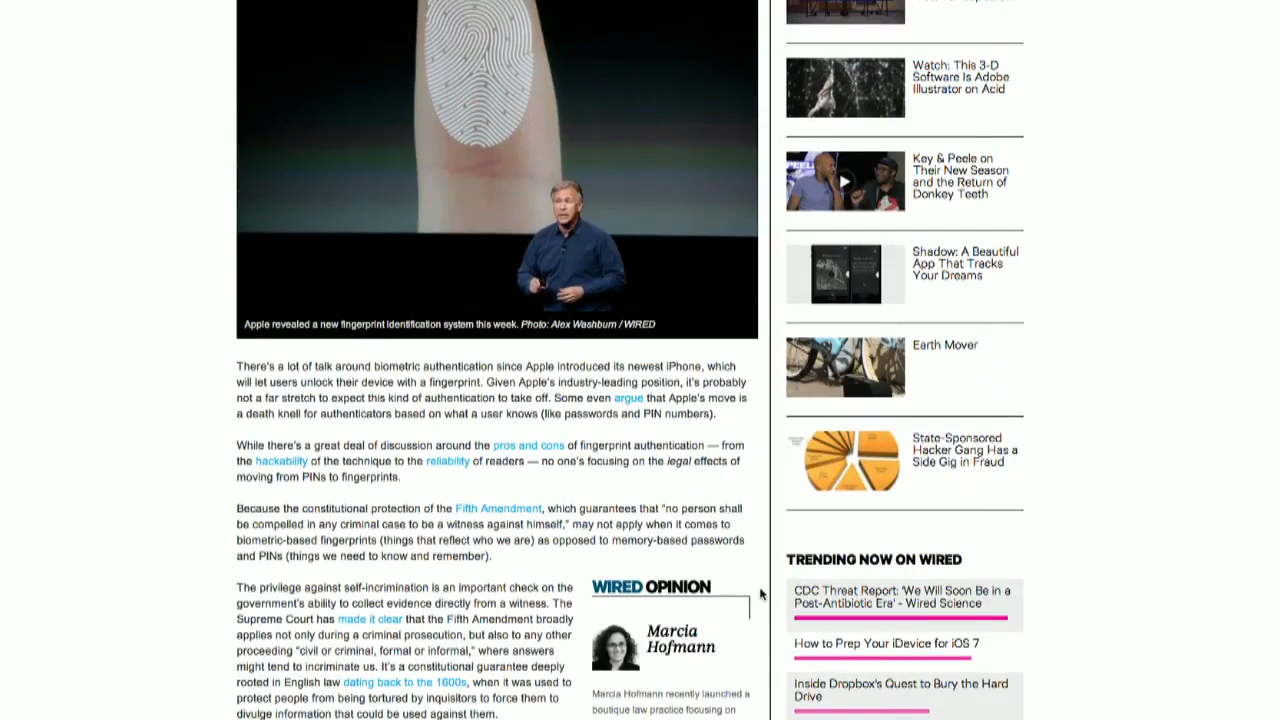 Apple revealed a new fingerprint identification system this week. Photo: Alex Washburn / WIRED
There's a lot of talk around biometric authentication since Apple introduced its newest iPhone, which
will let users unlock their device with a fingerprint. Given Apple's industry-leading position, it's probably
not a far stretch to expect this kind of authentication to take off. Some even argue that Apple's move is
a death knell for authenticators based on what a user knows (like passwords and PIN numbers).
While there's a great deal of discussion around the pros and cons of fingerprint authentication — from
the hackability of the technique to the reliability of readers — no one's focusing on the legal effects of
moving from PINs to fingerprints.
Because the constitutional protection of the Fifth Amendment, which guarantees that "no person shall
be compelled in any criminal case to be a witness against himself," may not apply when it comes to
biometric-based fingerprints (things that reflect who we are) as opposed to memory-based passwords
and PINs (things we need to know and remember).
The privilege against self-incrimination is an important check on the
government's ability to collect evidence directly from a witness. The
Supreme Court has made it clear that the Fifth Amendment broadly
applies not only during a criminal prosecution, but also to any other
proceeding "civil or criminal, formal or informal," where answers
might tend to incriminate us. It's a constitutional guarantee deeply
rooted in English law dating back to the 1600s, when it was used to
protect people from being tortured by inquisitors to force them to
divulge information that could be used against them.
WIRED OPINION
Marcia
Hofmann
Marcia Hofmann recently launched a
boutique law practice focusing on
Watch: This 3-D
Software Is Adobe
Illustrator on Acid
Key & Peele on
Their New Season
and the Return of
Donkey Teeth
Shadow: A Beautiful
App That Tracks
Your Dreams
Earth Mover
State-Sponsored
Hacker Gang Has a
Side Gig in Fraud
TRENDING NOW ON WIRED
CDC Threat Report: 'We Will Soon Be in a
Post-Antibiotic Era' - Wired Science
How to Prep Your iDevice for iOS 7
Inside Dropbox's Quest to Bury the Hard
Drive